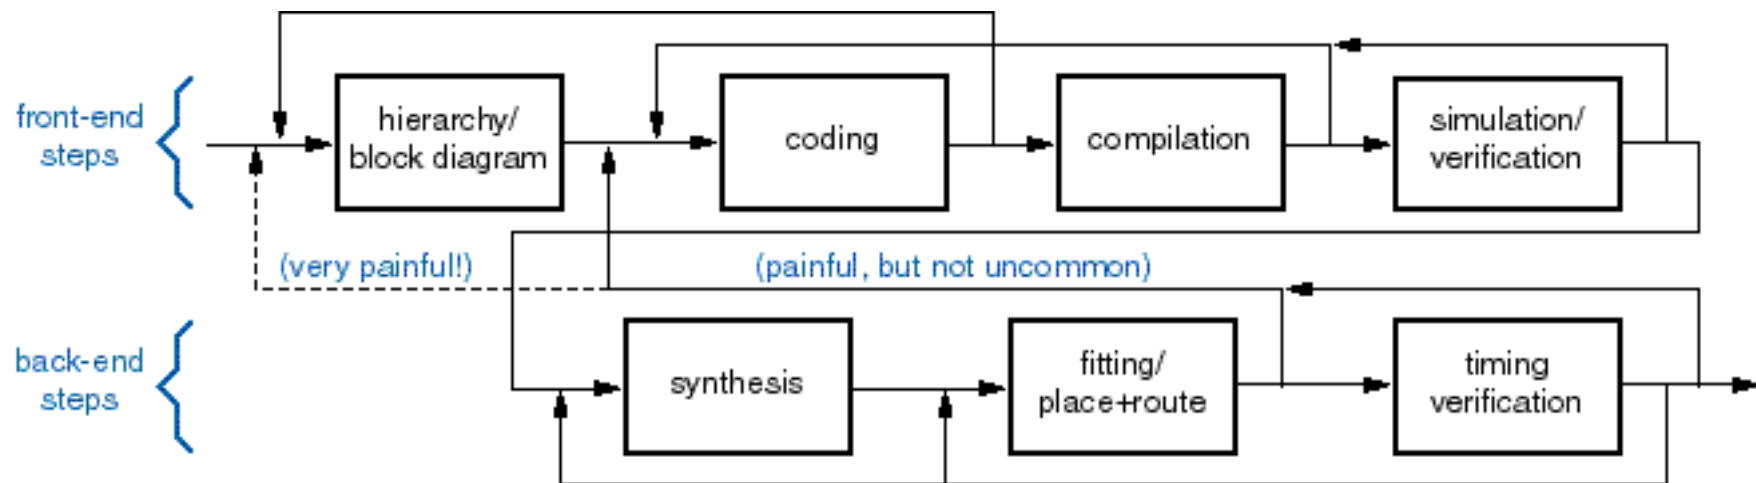 front-end
steps
hierarchy/
block diagram
coding
compilation
simulation/
verification
(very painful!)
(painful, but not uncommon)
back-end
steps
synthesis
fitting/
place+route
timing
verification